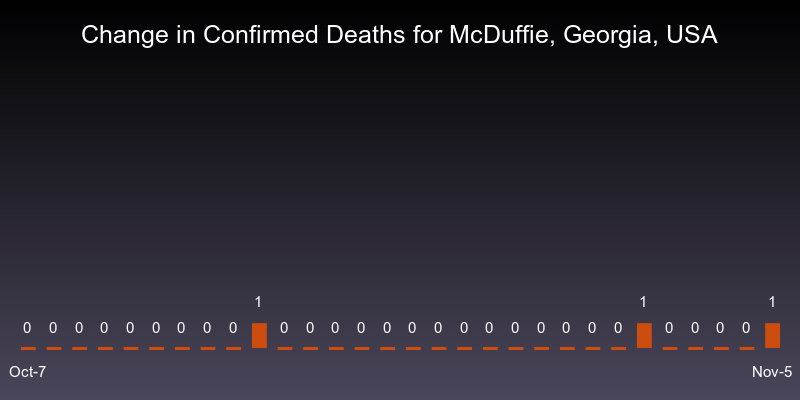 Change in Confirmed Deaths for McDuffie, Georgia, USA
1 1 1
0 0 0 0 0 0 0 0 0 0 0 0 0 0 0 0 0 0 0 0 0 0 0 0 0 0 0
Oct-7 Nov-5